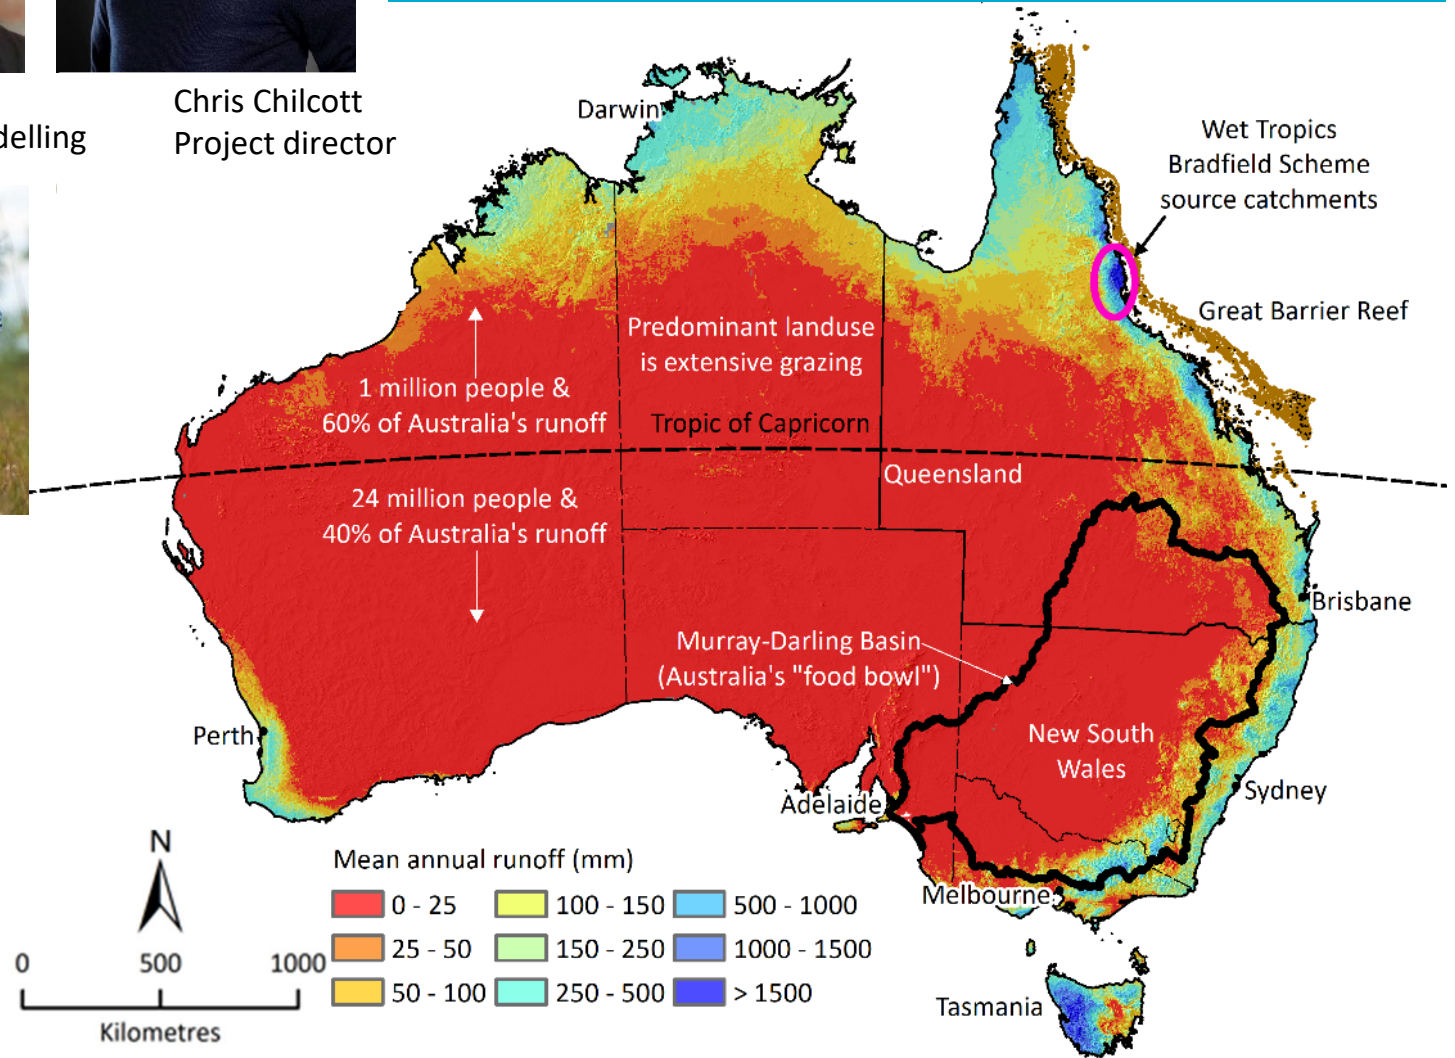 Chris Chilcott
Project director
delling
Darwin
Wet Tropics
Bradfield Scheme
source catchments
Great Barrier Reef
Predominant landuse
is extensive grazing
1 million people &
60% of Australia's runoff
Tropic of Capricorn
Queensland
24 million people &
40% of Australia's runoff
Brisbane
Murray-Darling Basin
(Australia's "food bowl")
New South
Wales
Perth
Sydney
Adelaide
Melbourne
Tasmania
N
0 500 1000
Kilometres
Mean annual runoff (mm)
0 - 25
25 - 50
50 - 100
100 - 150
150 - 250
250 - 500
500 - 1000
1000 - 1500
> 1500